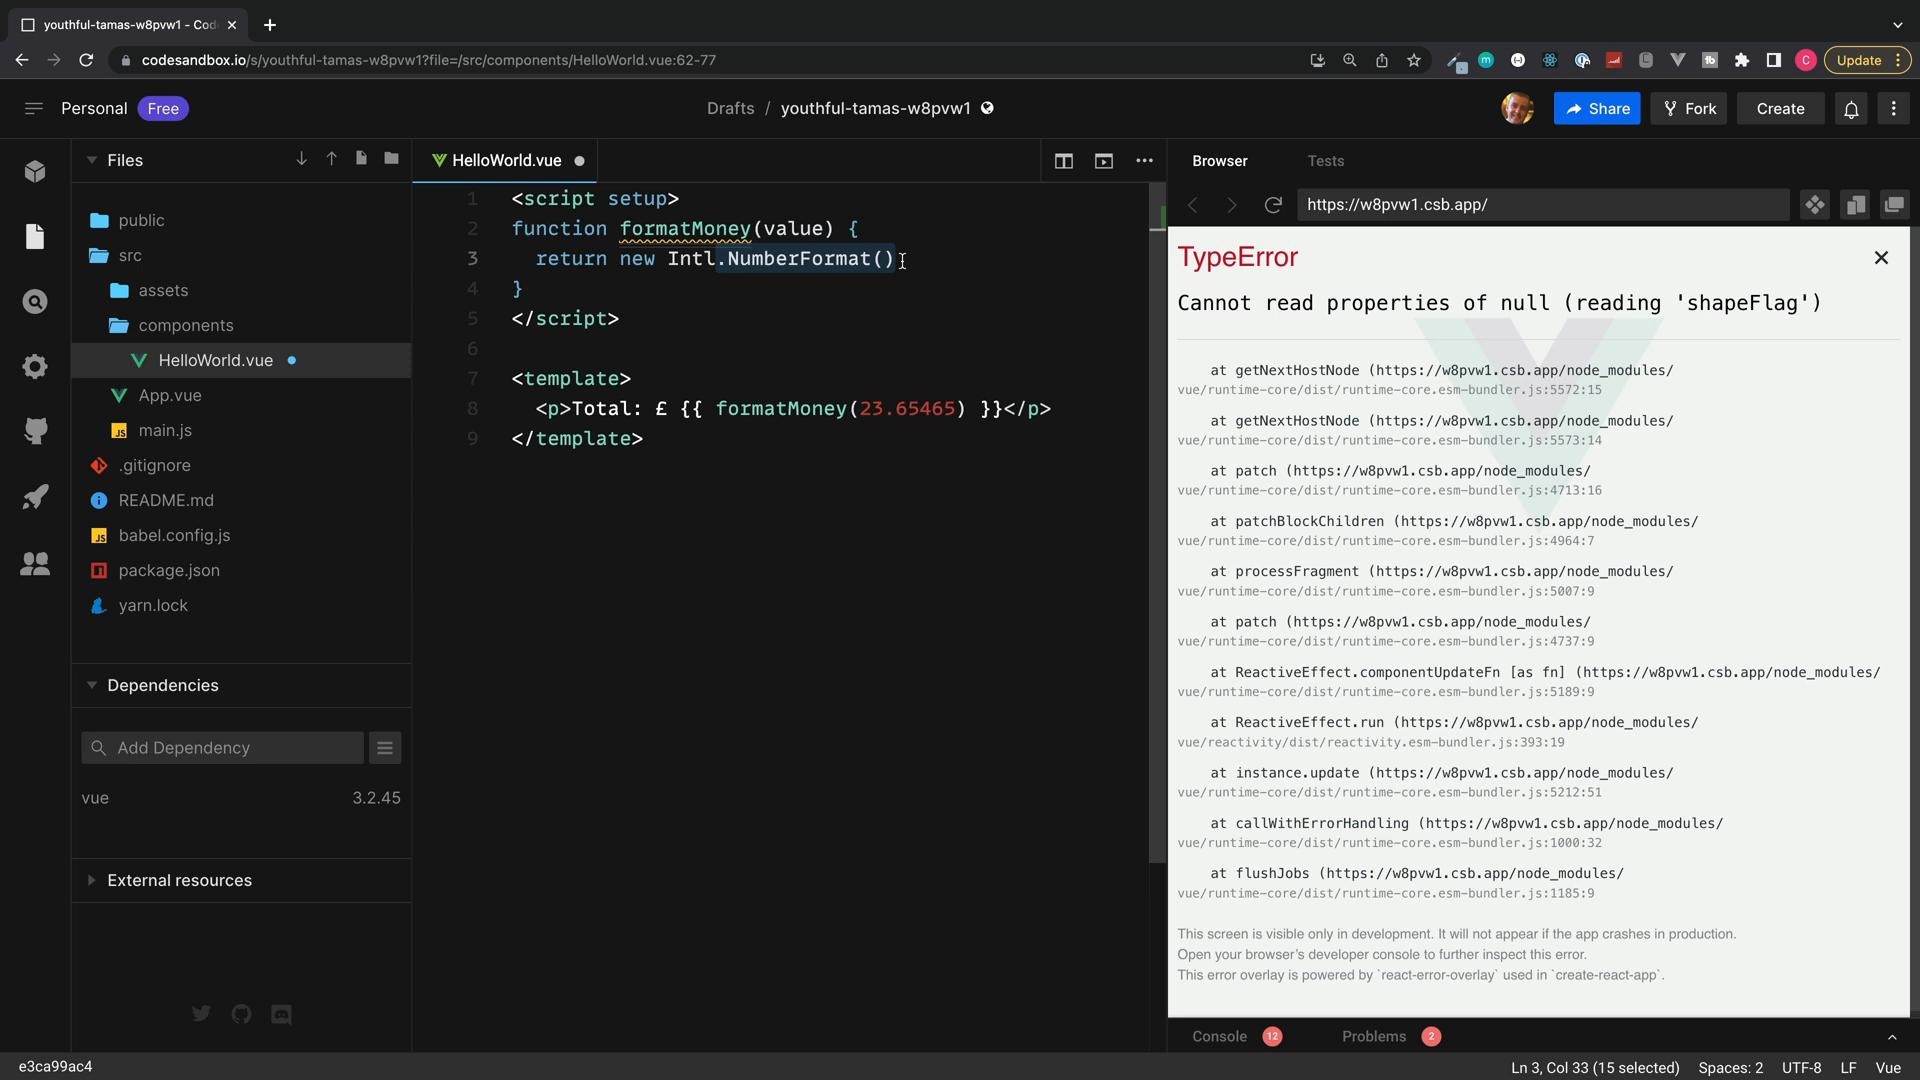 youthful-tamas-w8pvw1 - Cod
codesandbox.io/s/youthful-tamas-w8pvw1?file=/src/components/HelloWorld.vue:62-77
Update
Personal Free
Drafts / youthful-tamas-w8pvw1
Share
Fork
Create
Files
public
src
assets
components
HelloWorld.vue
App.vue
main.js
.gitignore
README.md
babel.config.js
package.json
yarn.lock
Dependencies
Add Dependency
vue 3.2.45
External resources
HelloWorld.vue
1 <script setup>
2 function formatMoney(value) {
3 return new Intl.NumberFormat()
4 }
5 </script>
6
7 <template>
8 <p>Total: £ {{ formatMoney(23.65465) }}</p>
9 </template>
Browser Tests
https://w8pvw1.csb.app/
TypeError
Cannot read properties of null (reading 'shapeFlag')
at getNextHostNode (https://w8pvw1.csb.app/node_modules/
vue/runtime-core/dist/runtime-core.esm-bundler.js:5572:15
at getNextHostNode (https://w8pvw1.csb.app/node_modules/
vue/runtime-core/dist/runtime-core.esm-bundler.js:5573:14
at patch (https://w8pvw1.csb.app/node_modules/
vue/runtime-core/dist/runtime-core.esm-bundler.js:4713:16
at patchBlockChildren (https://w8pvw1.csb.app/node_modules/
vue/runtime-core/dist/runtime-core.esm-bundler.js:4964:7
at processFragment (https://w8pvw1.csb.app/node_modules/
vue/runtime-core/dist/runtime-core.esm-bundler.js:5007:9
at patch (https://w8pvw1.csb.app/node_modules/
vue/runtime-core/dist/runtime-core.esm-bundler.js:4737:9
at ReactiveEffect.componentUpdateFn [as fn] (https://w8pvw1.csb.app/node_modules/
vue/runtime-core/dist/runtime-core.esm-bundler.js:5189:9
at ReactiveEffect.run (https://w8pvw1.csb.app/node_modules/
vue/reactivity/dist/reactivity.esm-bundler.js:393:19
at instance.update (https://w8pvw1.csb.app/node_modules/
vue/runtime-core/dist/runtime-core.esm-bundler.js:5212:51
at callWithErrorHandling (https://w8pvw1.csb.app/node_modules/
vue/runtime-core/dist/runtime-core.esm-bundler.js:1000:32
at flushJobs (https://w8pvw1.csb.app/node_modules/
vue/runtime-core/dist/runtime-core.esm-bundler.js:1185:9
This screen is visible only in development. It will not appear if the app crashes in production.
Open your browser's developer console to further inspect this error.
This error overlay is powered by `react-error-overlay` used in `create-react-app`.
Console 12 Problems 2
e3ca99ac4
Ln 3, Col 33 (15 selected) Spaces: 2 UTF-8 LF Vue